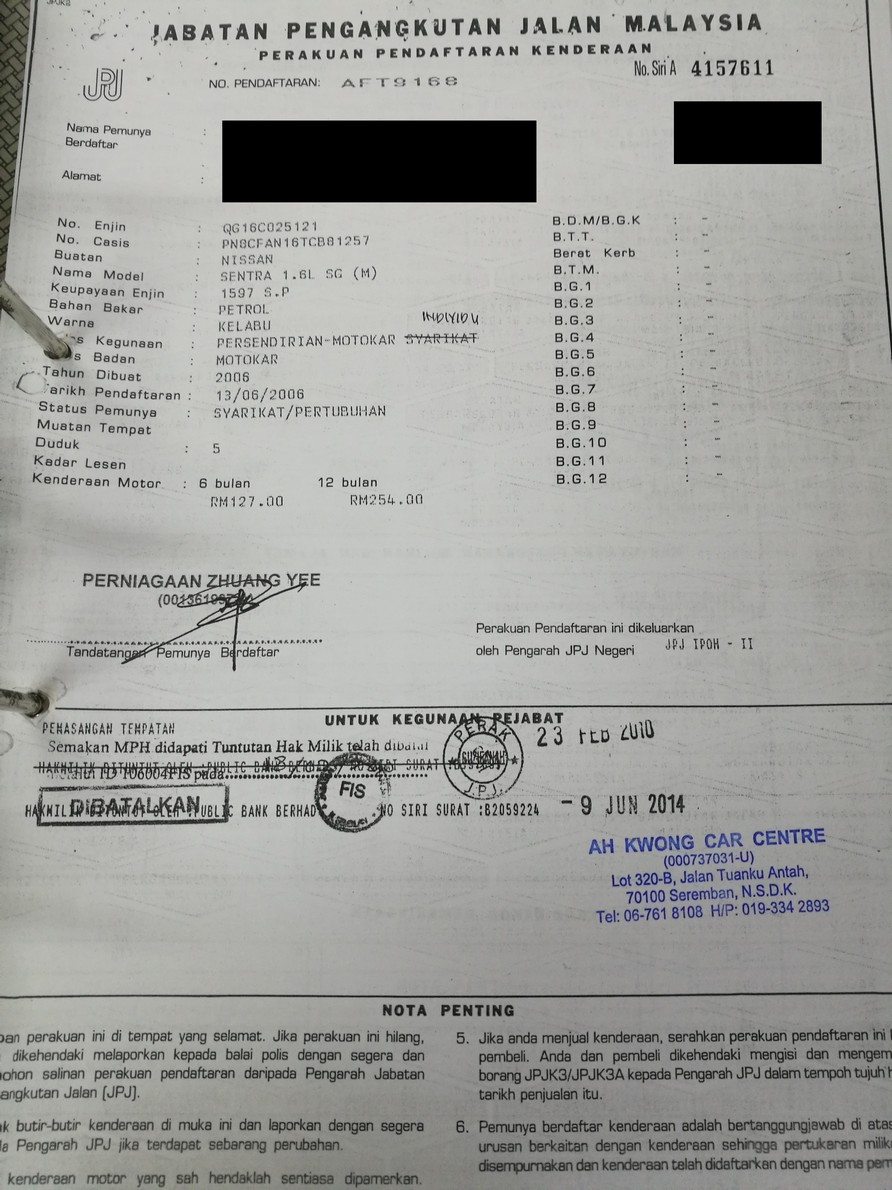 JABATAN PENGANGKUTAN JALAN MALAYSIA
PERAKUAN PENDAFTARAN KENDERAAN
No. Siri A 4157611
JPJ
NO. PENDAFTARAN: AFT9168
Nama Pemunya :
Berdaftar
Alamat :
No. Enjin : QG16C025121
No. Casis : PN8CFAN16TCB81257
Buatan : NISSAN
Nama Model : SENTRA 1.6L SG (M)
Keupayaan Enjin : 1597 S.P
Bahan Bakar : PETROL
Warna : KELABU
INDIVIDU
Kegunaan : PERSENDIRIAN-MOTOKAR SYARIKAT
Badan : MOTOKAR
Tahun Dibuat : 2006
Tarikh Pendaftaran : 13/06/2006
Status Pemunya : SYARIKAT/PERTUBUHAN
Muatan Tempat
Duduk : 5
Kadar Lesen
Kenderaan Motor : 6 bulan 12 bulan
RM127.00 RM254.00
B.D.M/B.G.K : -
B.T.T. : -
Berat Kerb : -
B.T.M. : -
B.G.1 : -
B.G.2 : -
B.G.3 : -
B.G.4 : -
B.G.5 : -
B.G.6 : -
B.G.7 : -
B.G.8 : -
B.G.9 : -
B.G.10 : -
B.G.11 : -
B.G.12 : -
PERNIAGAAN ZHUANG YEE
Tandatangan Pemunya Berdaftar
Perakuan Pendaftaran ini dikeluarkan
oleh Pengarah JPJ Negeri JPJ IPOH - II
UNTUK KEGUNAAN PEJABAT
PEMASANGAN TEMPATAN
PERAK
J.P.J.
23 FEB 2010
Semakan MPH didapati Tuntutan Hak Milik telah dibatal
melalui ID 106004FIS pada
FIS
DIBATALKAN
HAKMILIK DITUNTUT OLEH :PUBLIC BANK BERHAD NO SIRI SURAT :B2059224
- 9 JUN 2014
AH KWONG CAR CENTRE
(000737031-U)
Lot 320-B, Jalan Tuanku Antah,
70100 Seremban, N.S.D.K.
Tel: 06-761 8108 H/P: 019-334 2893
NOTA PENTING
perakuan ini di tempat yang selamat. Jika perakuan ini hilang,
dikehendaki melaporkan kepada balai polis dengan segera dan
salinan perakuan pendaftaran daripada Pengarah Jabatan
Jalan [JPJ].
butir-butir kenderaan di muka ini dan laporkan dengan segera
Pengarah JPJ jika terdapat sebarang perubahan.
kenderaan motor yang sah hendaklah sentiasa dipamerkan.
5. Jika anda menjual kenderaan, serahkan perakuan pendaftaran ini
pembeli. Anda dan pembeli dikehendaki mengisi dan
borang JPJK3/JPJK3A kepada Pengarah JPJ dalam tempoh tujuh
tarikh penjualan itu.
6. Pemunya berdaftar kenderaan adalah bertanggungjawab di
urusan berkaitan dengan kenderaan sehingga pertukaran
disempurnakan dan kenderaan telah didaftarkan dengan nama